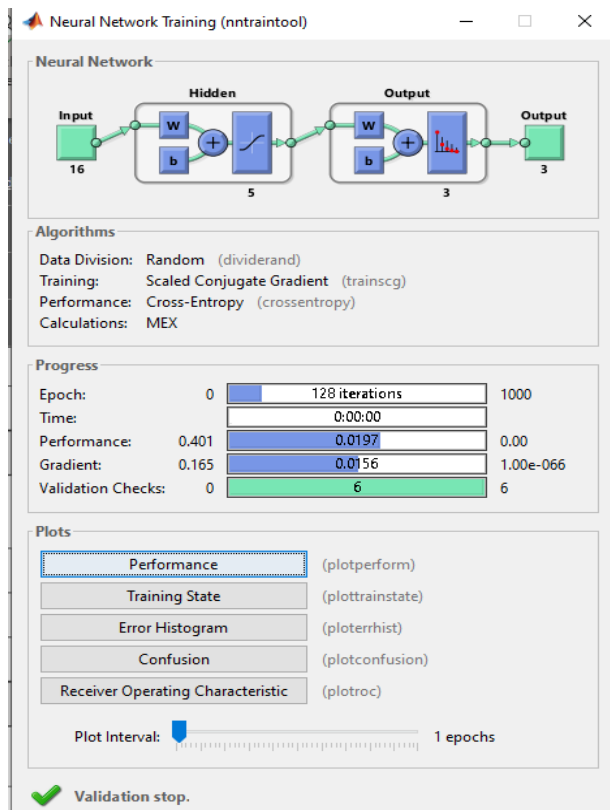 Neural Network Training (nntraintool)
Neural Network
Hidden Output
Input Output
W W
b b
16 3
5 3
Algorithms
Data Division: Random (dividerand)
Training: Scaled Conjugate Gradient (trainscg)
Performance: Cross-Entropy (crossentropy)
Calculations: MEX
Progress
Epoch: 0 128 iterations 1000
Time: 0:00:00
Performance: 0.401 0.0197 0.00
Gradient: 0.165 0.0156 1.00e-066
Validation Checks: 0 6 6
Plots
Performance (plotperform)
Training State (plottrainstate)
Error Histogram (ploterrhist)
Confusion (plotconfusion)
Receiver Operating Characteristic (plotroc)
Plot Interval: 1 epochs
Validation stop.